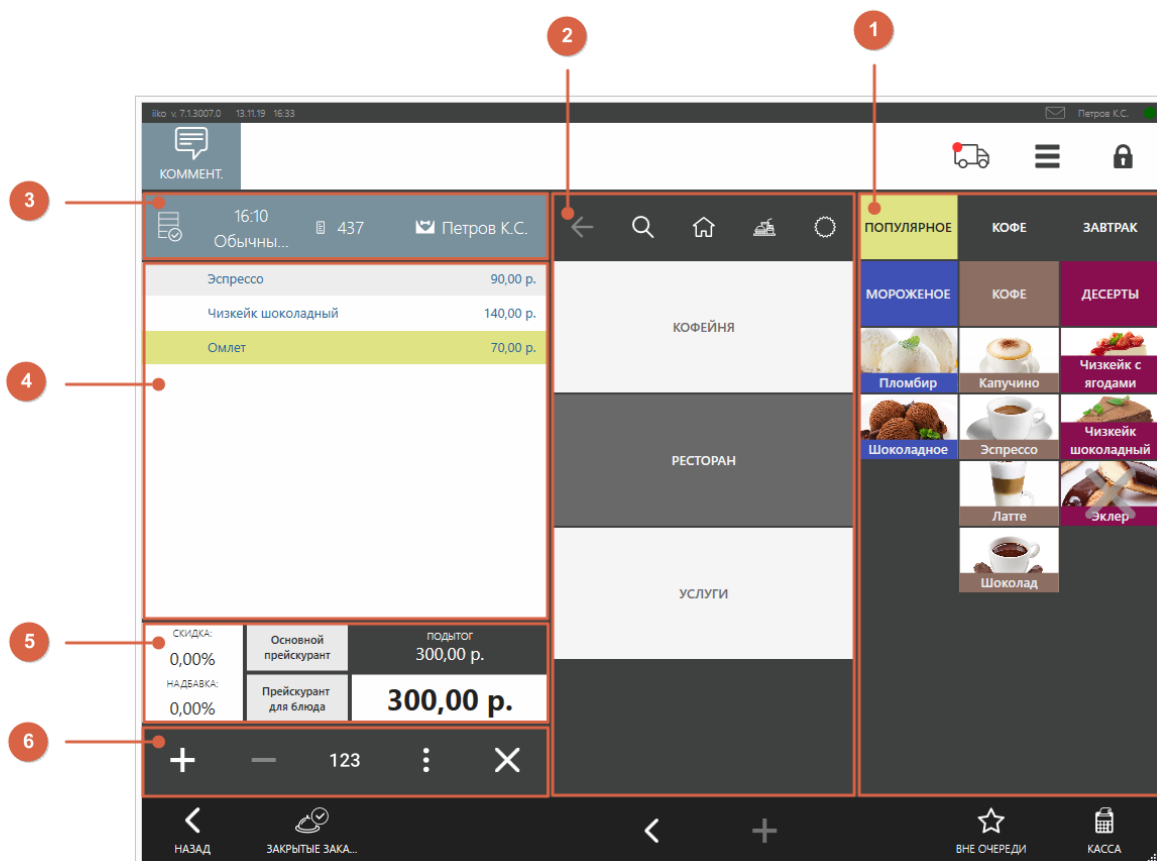 2
1
iiko v. 7.1.3007.0 13.11.19 16:33
Петров К.С.
КОММЕНТ.
3
16:10
Обычны...
437
Петров К.С.
ПОПУЛЯРНОЕ
КОФЕ
ЗАВТРАК
Эспрессо 90,00 р.
Чизкейк шоколадный 140,00 р.
Омлет 70,00 р.
4
КОФЕЙНЯ
РЕСТОРАН
УСЛУГИ
МОРОЖЕНОЕ
КОФЕ
ДЕСЕРТЫ
Пломбир
Капучино
Чизкейк с
ягодами
Шоколадное
Эспрессо
Чизкейк
шоколадный
Латте
Эклер
Шоколад
5
СКИДКА:
0,00%
Основной
прейскурант
ПОДЫТОГ
300,00 р.
НАДБАВКА:
0,00%
Прейскурант
для блюда
300,00 р.
6
123
НАЗАД
ЗАКРЫТЫЕ ЗАКА...
ВНЕ ОЧЕРЕДИ
КАССА